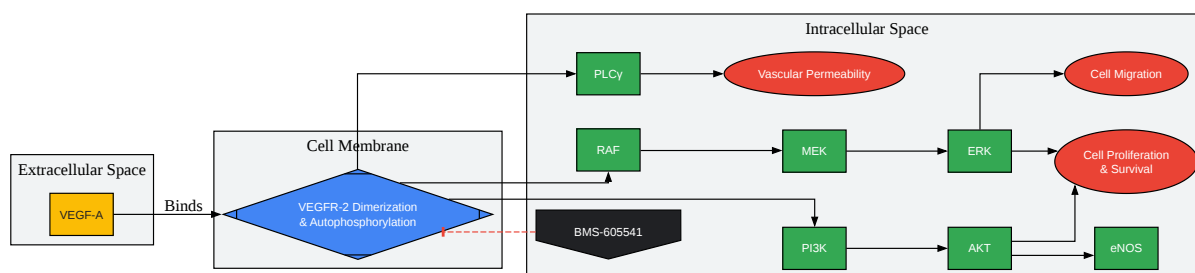 Extracellular Space
VEGF-A
Binds
Cell Membrane
VEGFR-2 Dimerization
& Autophosphorylation
Intracellular Space
PLCγ
Vascular Permeability
Cell Migration
RAF
MEK
ERK
Cell Proliferation
& Survival
BMS-605541
PI3K
AKT
eNOS